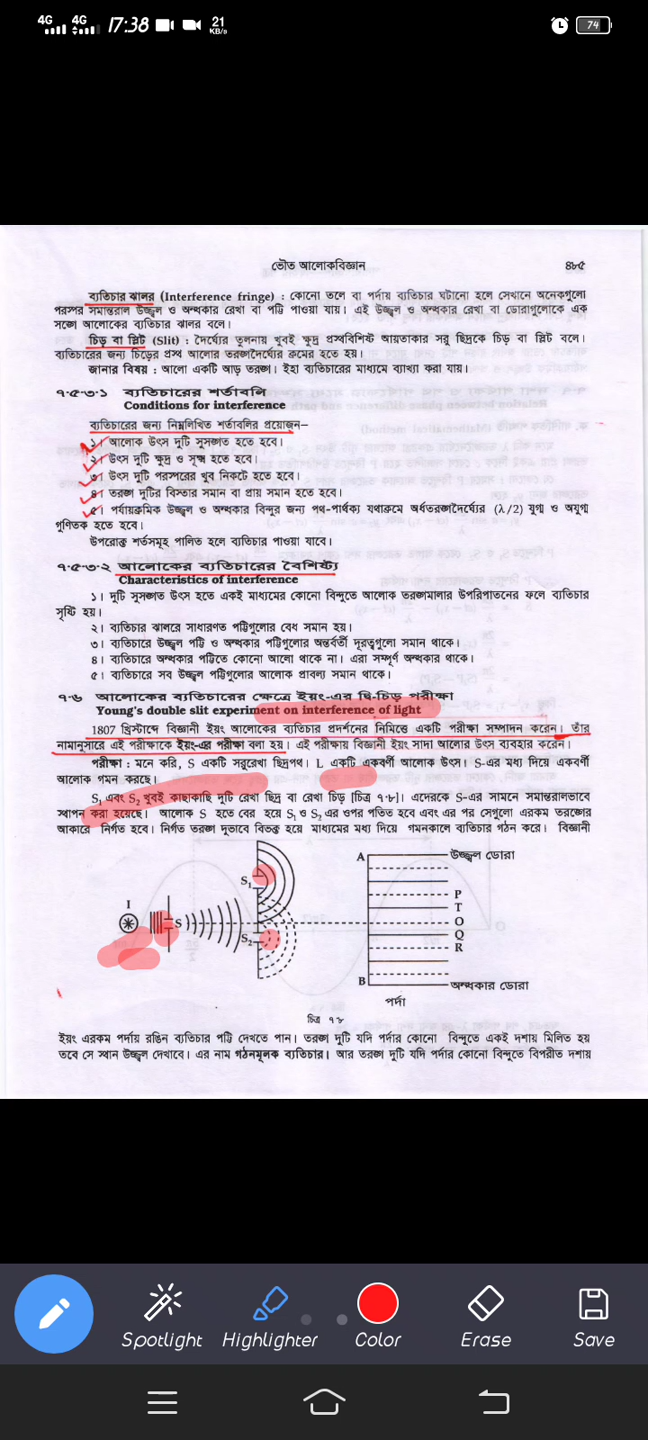 4G 4G 17:38 21 KB/s 74
ভৌত আলোকবিজ্ঞান ৪৮৫
ব্যতিচার ঝালর (Interference fringe) : কোনো তলে বা পর্দায় ব্যতিচার ঘটানো হলে সেখানে অনেকগুলো
পরস্পর সমান্তরাল উজ্জ্বল ও অন্ধকার রেখা বা পট্টি পাওয়া যায়। এই উজ্জ্বল ও অন্ধকার রেখা বা ডোরাগুলোকে এক
সঙ্গে আলোকের ব্যতিচার ঝালর বলে।
চিড় বা স্লিট (Slit) : দৈর্ঘ্যের তুলনায় খুবই ক্ষুদ্র প্রস্থবিশিষ্ট আয়তাকার সরু ছিদ্রকে চিড় বা স্লিট বলে।
ব্যতিচারের জন্য চিড়ের প্রস্থ আলোর তরঙ্গদৈর্ঘ্যের ক্রমের হতে হয়।
জানার বিষয় : আলো একটি আড় তরঙ্গ। ইহা ব্যতিচারের মাধ্যমে ব্যাখ্যা করা যায়।
৭·৫·৩·১ ব্যতিচারের শর্তাবলি
Conditions for interference
ব্যতিচারের জন্য নিম্নলিখিত শর্তাবলির প্রয়োজন—
১। আলোক উৎস দুটি সুসঙ্গত হতে হবে।
২। উৎস দুটি ক্ষুদ্র ও সূক্ষ্ম হতে হবে।
৩। উৎস দুটি পরস্পরের খুব নিকটে হতে হবে।
৪। তরঙ্গ দুটির বিস্তার সমান বা প্রায় সমান হতে হবে।
৫। পর্যায়ক্রমিক উজ্জ্বল ও অন্ধকার বিন্দুর জন্য পথ-পার্থক্য যথাক্রমে অর্ধতরঙ্গদৈর্ঘ্যের (λ/2) যুগ্ম ও অযুগ্ম
গুণিতক হতে হবে।
উপরোক্ত শর্তসমূহ পালিত হলে ব্যতিচার পাওয়া যাবে।
৭·৫·৩·২ আলোকের ব্যতিচারের বৈশিষ্ট্য
Characteristics of interference
১। দুটি সুসঙ্গত উৎস হতে একই মাধ্যমের কোনো বিন্দুতে আলোক তরঙ্গমালার উপরিপাতনের ফলে ব্যতিচার
সৃষ্টি হয়।
২। ব্যতিচার ঝালরে সাধারণত পট্টিগুলোর বেধ সমান হয়।
৩। ব্যতিচারে উজ্জ্বল পট্টি ও অন্ধকার পট্টিগুলোর অন্তর্বর্তী দূরত্বগুলো সমান থাকে।
৪। ব্যতিচারে অন্ধকার পট্টিতে কোনো আলো থাকে না। এরা সম্পূর্ণ অন্ধকার থাকে।
৫। ব্যতিচারে সব উজ্জ্বল পট্টিগুলোর আলোক প্রাবল্য সমান থাকে।
৭·৬ আলোকের ব্যতিচারের ক্ষেত্রে ইয়ং-এর দ্বি-চিড় পরীক্ষা
Young's double slit experiment on interference of light
1807 খ্রিস্টাব্দে বিজ্ঞানী ইয়ং আলোকের ব্যতিচার প্রদর্শনের নিমিত্তে একটি পরীক্ষা সম্পাদন করেন। তাঁর
নামানুসারে এই পরীক্ষাকে ইয়ং-এর পরীক্ষা বলা হয়। এই পরীক্ষায় বিজ্ঞানী ইয়ং সাদা আলোর উৎস ব্যবহার করেন।
পরীক্ষা : মনে করি, S একটি সরুরেখা ছিদ্রপথ। L একটি একবর্ণী আলোক উৎস। S-এর মধ্য দিয়ে একবর্ণী
আলোক গমন করছে।
S₁ এবং S₂ খুবই কাছাকাছি দুটি রেখা ছিদ্র বা রেখা চিড় [চিত্র ৭·৮]। এদেরকে S-এর সামনে সমান্তরালভাবে
স্থাপন করা হয়েছে। আলোক S হতে বের হয়ে S₁ ও S₂ এর ওপর পতিত হবে এবং এর পর সেগুলো এরকম তরঙ্গের
আকারে নির্গত হবে। নির্গত তরঙ্গ দুভাবে বিভক্ত হয়ে মাধ্যমের মধ্য দিয়ে গমনকালে ব্যতিচার গঠন করে। বিজ্ঞানী
A উজ্জ্বল ডোরা
S₁
P
I
T
S O
S₂ Q
R
B অন্ধকার ডোরা
পর্দা
চিত্র ৭·৮
ইয়ং এরকম পর্দায় রঙিন ব্যতিচার পট্টি দেখতে পান। তরঙ্গ দুটি যদি পর্দার কোনো বিন্দুতে একই দশায় মিলিত হয়
তবে সে স্থান উজ্জ্বল দেখাবে। এর নাম গঠনমূলক ব্যতিচার। আর তরঙ্গ দুটি যদি পর্দার কোনো বিন্দুতে বিপরীত দশায়
Spotlight Highlighter Color Erase Save